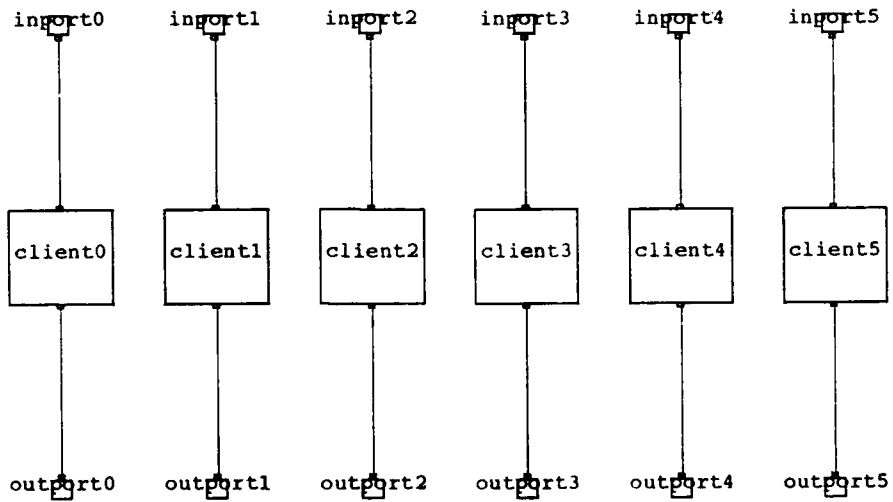 inport0 inport1 inport2 inport3 inport4 inport5
client0 client1 client2 client3 client4 client5
outport0 outport1 outport2 outport3 outport4 outport5